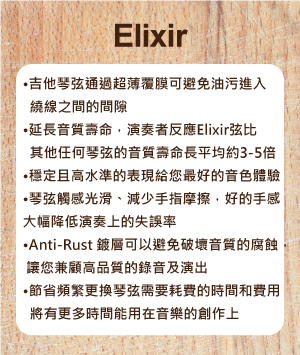 Elixir
•吉他琴弦通過超薄覆膜可避免油污進入
繞線之間的間隙
•延長音質壽命，演奏者反應Elixir弦比
其他任何琴弦的音質壽命長平均約3-5倍
•穩定且高水準的表現給您最好的音色體驗
•琴弦觸感光滑、減少手指摩擦，好的手感
大幅降低演奏上的失誤率
•Anti-Rust 鍍層可以避免破壞音質的腐蝕，
讓您兼顧高品質的錄音及演出
•節省頻繁更換琴弦需要耗費的時間和費用
將有更多時間能用在音樂的創作上